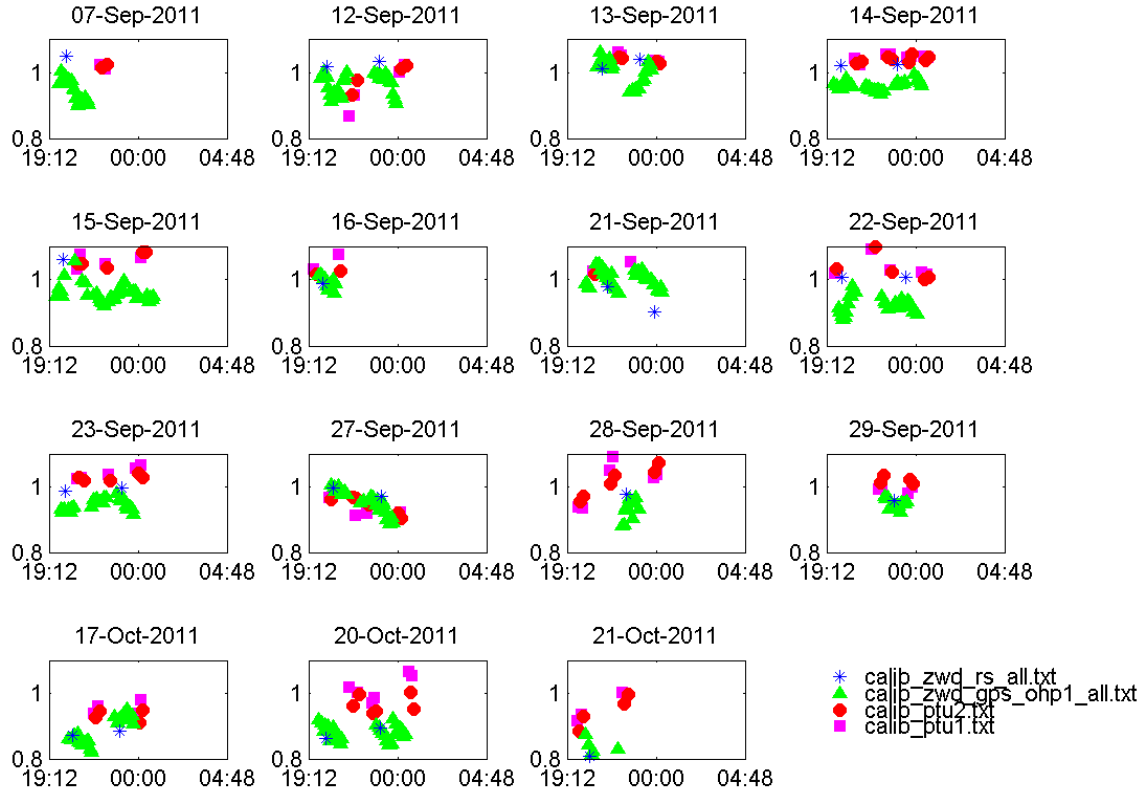 07-Sep-2011 12-Sep-2011 13-Sep-2011 14-Sep-2011
1 1 1 1
0.8 0.8 0.8 0.8
19:12 00:00 04:48 19:12 00:00 04:48 19:12 00:00 04:48 19:12 00:00 04:48
15-Sep-2011 16-Sep-2011 21-Sep-2011 22-Sep-2011
1 1 1 1
0.8 0.8 0.8 0.8
19:12 00:00 04:48 19:12 00:00 04:48 19:12 00:00 04:48 19:12 00:00 04:48
23-Sep-2011 27-Sep-2011 28-Sep-2011 29-Sep-2011
1 1 1 1
0.8 0.8 0.8 0.8
19:12 00:00 04:48 19:12 00:00 04:48 19:12 00:00 04:48 19:12 00:00 04:48
17-Oct-2011 20-Oct-2011 21-Oct-2011
1 1 1
0.8 0.8 0.8
19:12 00:00 04:48 19:12 00:00 04:48 19:12 00:00 04:48
calib_zwd_rs_all.txt
calib_zwd_gps_ohp1_all.txt
calib_ptu2.txt
calib_ptu1.txt